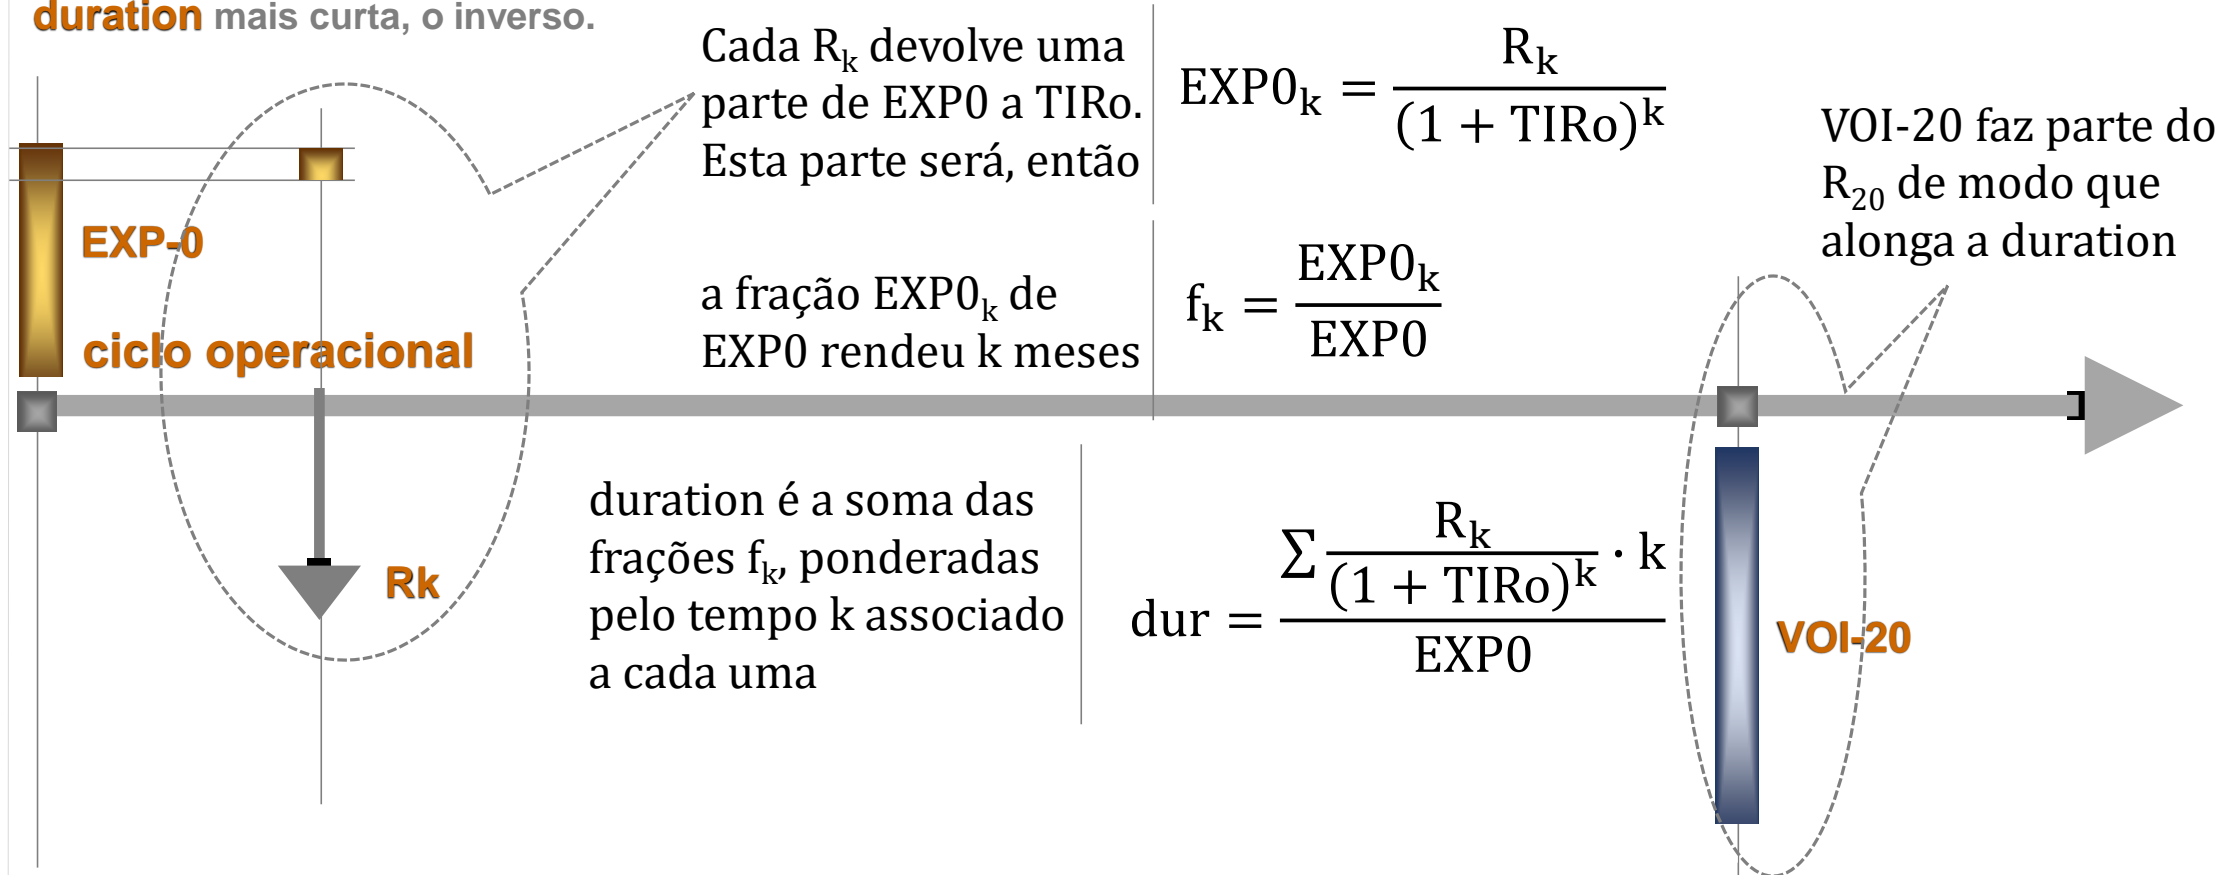 duration mais curta, o inverso.
Cada Rₖ devolve uma
parte de EXP0 a TIRo.
Esta parte será, então
EXP0ₖ = Rₖ / (1 + TIRo)ᵏ
VOI-20 faz parte do
R₂₀ de modo que
alonga a duration
EXP-0
a fração EXP0ₖ de
EXP0 rendeu k meses
fₖ = EXP0ₖ / EXP0
ciclo operacional
duration é a soma das
frações fₖ, ponderadas
pelo tempo k associado
a cada uma
dur = ∑ Rₖ / (1 + TIRo)ᵏ · k / EXP0
Rk
VOI-20